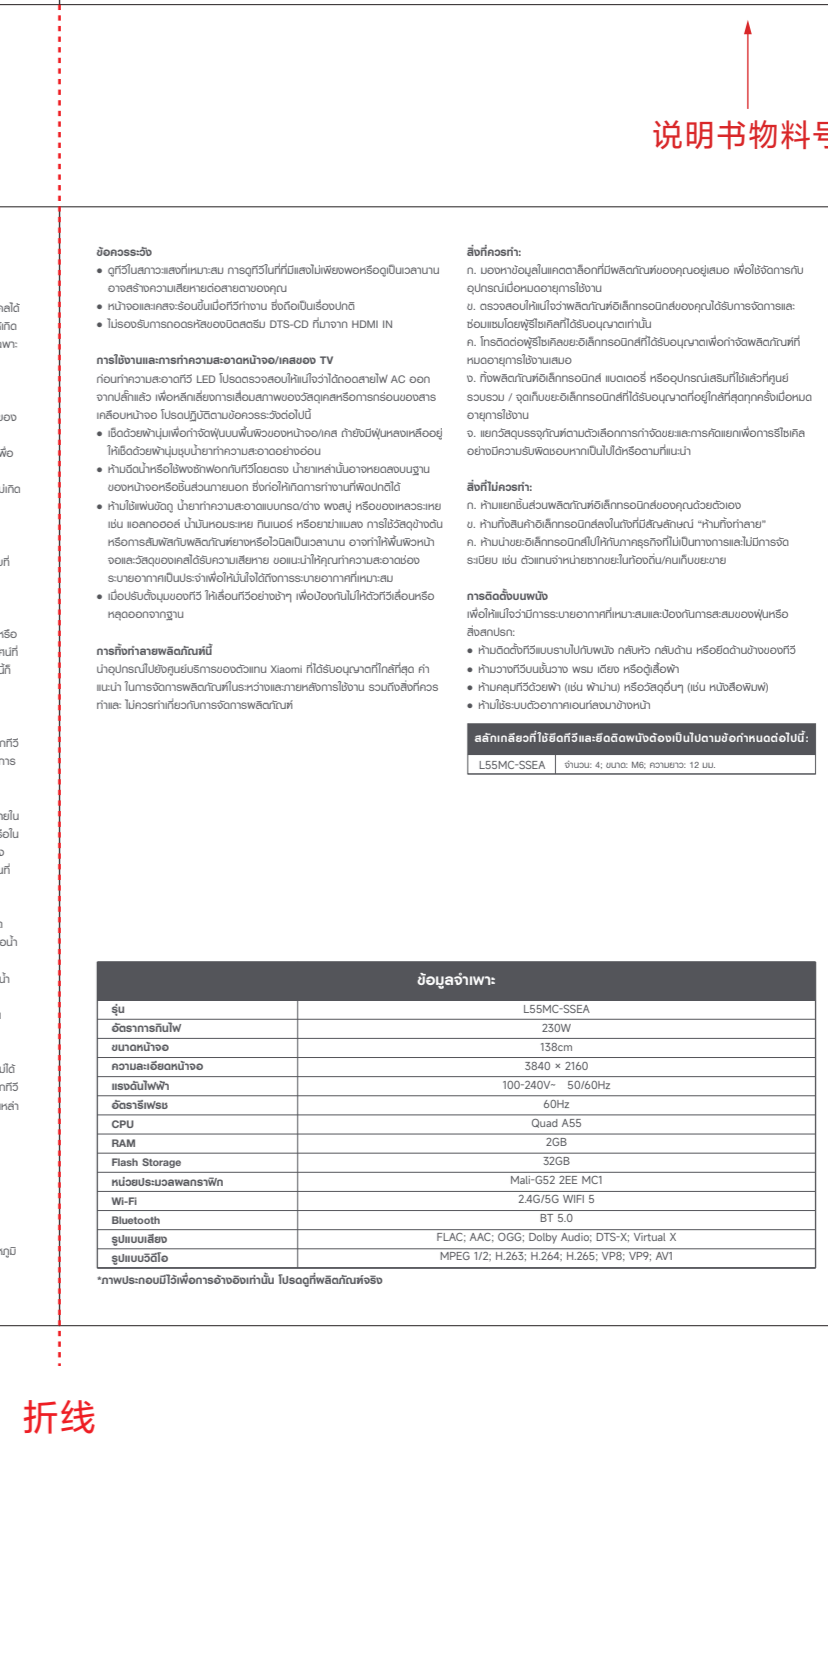 说明书物料号
คลได้
เกิด
เพาะ
ของ
พื่อ
ม่เกิด
ที่
หรือ
ศน์ที่
นี้ก็
ทีวี
การ
ายใน
รือใน
ที่
อน้ำ
น้ำ
ม่ได้
กทีวี
หล่า
หภูมิ
ข้อควรระวัง
● ดูทีวีในสภาวะแสงที่เหมาะสม การดูทีวีในที่ที่มีแสงไม่เพียงพอหรือดูเป็นเวลานาน
อาจสร้างความเสียหายต่อสายตาของคุณ
● หน้าจอและเคสจะร้อนขึ้นเมื่อทีวีทำงาน ซึ่งถือเป็นเรื่องปกติ
● ไม่รองรับการถอดรหัสของบิตสตรีม DTS-CD ที่มาจาก HDMI IN
การใช้งานและการทำความสะอาดหน้าจอ/เคสของ TV
ก่อนทำความสะอาดทีวี LED โปรดตรวจสอบให้แน่ใจว่าได้ถอดสายไฟ AC ออก
จากปลั๊กแล้ว เพื่อหลีกเลี่ยงการเสื่อมสภาพของวัสดุเคสหรือการกร่อนของสาร
เคลือบหน้าจอ โปรดปฏิบัติตามข้อควรระวังต่อไปนี้
● เช็ดด้วยผ้านุ่มเพื่อกำจัดฝุ่นบนพื้นผิวของหน้าจอ/เคส ถ้ายังมีฝุ่นหลงเหลืออยู่
ให้เช็ดด้วยผ้านุ่มชุบน้ำยาทำความสะอาดอย่างอ่อน
● ห้ามฉีดน้ำหรือใช้ผงซักฟอกกับทีวีโดยตรง น้ำยาเหล่านั้นอาจหยดลงบนฐาน
ของหน้าจอหรือชิ้นส่วนภายนอก ซึ่งก่อให้เกิดการทำงานที่ผิดปกติได้
● ห้ามใช้แผ่นขัดถู น้ำยาทำความสะอาดแบบกรด/ด่าง ผงสบู่ หรือของเหลวระเหย
เช่น แอลกอฮอล์ น้ำมันหอมระเหย ทินเนอร์ หรือยาฆ่าแมลง การใช้วัสดุข้างต้น
หรือการสัมผัสกับผลิตภัณฑ์ยางหรือไวนิลเป็นเวลานาน อาจทำให้พื้นผิวหน้า
จอและวัสดุของเคสได้รับความเสียหาย ขอแนะนำให้คุณทำความสะอาดช่อง
ระบายอากาศเป็นประจำเพื่อให้มั่นใจได้ถึงการระบายอากาศที่เหมาะสม
● เมื่อปรับตั้งมุมของทีวี ให้เลื่อนทีวีอย่างช้าๆ เพื่อป้องกันไม่ให้ตัวทีวีเลื่อนหรือ
หลุดออกจากฐาน
การทิ้งทำลายผลิตภัณฑ์นี้
นำอุปกรณ์ไปยังศูนย์บริการของตัวแทน Xiaomi ที่ได้รับอนุญาตที่ใกล้ที่สุด คำ
แนะนำ ในการจัดการผลิตภัณฑ์ในระหว่างและภายหลังการใช้งาน รวมถึงสิ่งที่ควร
ทำและ ไม่ควรทำเกี่ยวกับการจัดการผลิตภัณฑ์
สิ่งที่ควรทำ:
ก. มองหาข้อมูลในแคตตาล็อกที่มีผลิตภัณฑ์ของคุณอยู่เสมอ เพื่อใช้จัดการกับ
อุปกรณ์เมื่อหมดอายุการใช้งาน
ข. ตรวจสอบให้แน่ใจว่าผลิตภัณฑ์อิเล็กทรอนิกส์ของคุณได้รับการจัดการและ
ซ่อมแซมโดยผู้รีไซเคิลที่ได้รับอนุญาตเท่านั้น
ค. โทรติดต่อผู้รีไซเคิลขยะอิเล็กทรอนิกส์ที่ได้รับอนุญาตเพื่อกำจัดผลิตภัณฑ์ที่
หมดอายุการใช้งานเสมอ
ง. ทิ้งผลิตภัณฑ์อิเล็กทรอนิกส์ แบตเตอรี่ หรืออุปกรณ์เสริมที่ใช้แล้วที่ศูนย์
รวบรวม / จุดเก็บขยะอิเล็กทรอนิกส์ที่ได้รับอนุญาตที่อยู่ใกล้ที่สุดทุกครั้งเมื่อหมด
อายุการใช้งาน
จ. แยกวัสดุบรรจุภัณฑ์ตามตัวเลือกการกำจัดขยะและการคัดแยกเพื่อการรีไซเคิล
อย่างมีความรับผิดชอบหากเป็นไปได้หรือตามที่แนะนำ
สิ่งที่ไม่ควรทำ:
ก. ห้ามแยกชิ้นส่วนผลิตภัณฑ์อิเล็กทรอนิกส์ของคุณด้วยตัวเอง
ข. ห้ามทิ้งสินค้าอิเล็กทรอนิกส์ลงในถังที่มีสัญลักษณ์ "ห้ามทิ้งทำลาย"
ค. ห้ามนำขยะอิเล็กทรอนิกส์ไปให้กับภาคธุรกิจที่ไม่เป็นทางการและไม่มีการจัด
ระเบียบ เช่น ตัวแทนจำหน่ายซากขยะในท้องถิ่น/คนเก็บขยะขาย
การติดตั้งบนผนัง
เพื่อให้แน่ใจว่ามีการระบายอากาศที่เหมาะสมและป้องกันการสะสมของฝุ่นหรือ
สิ่งสกปรก:
● ห้ามติดตั้งทีวีแบบราบไปกับผนัง กลับหัว กลับด้าน หรือยึดด้านข้างของทีวี
● ห้ามวางทีวีบนชั้นวาง พรม เตียง หรือตู้เสื้อผ้า
● ห้ามคลุมทีวีด้วยผ้า (เช่น ผ้าม่าน) หรือวัสดุอื่นๆ (เช่น หนังสือพิมพ์)
● ห้ามใช้ระบบตัวอากาศเอนท์ลงมาข้างหน้า
สลักเกลียวที่ใช้ยึดทีวีและยึดติดผนังต้องเป็นไปตามข้อกำหนดต่อไปนี้:
L55MC-SSEA จำนวน: 4; ขนาด: M6; ความยาว: 12 มม.
ข้อมูลจำเพาะ
รุ่น L55MC-SSEA
อัตราการกินไฟ 230W
ขนาดหน้าจอ 138cm
ความละเอียดหน้าจอ 3840 × 2160
แรงดันไฟฟ้า 100-240V~ 50/60Hz
อัตรารีเฟรช 60Hz
CPU Quad A55
RAM 2GB
Flash Storage 32GB
หน่วยประมวลผลกราฟิก Mali-G52 2EE MC1
Wi-Fi 2.4G/5G WIFI 5
Bluetooth BT 5.0
รูปแบบเสียง FLAC; AAC; OGG; Dolby Audio; DTS-X; Virtual X
รูปแบบวิดีโอ MPEG 1/2; H.263; H.264; H.265; VP8; VP9; AV1
*ภาพประกอบมีไว้เพื่อการอ้างอิงเท่านั้น โปรดดูที่ผลิตภัณฑ์จริง
折线